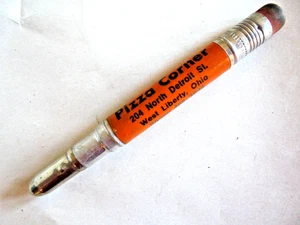 Pizza Corner
204 North Detroit St.
West Liberty, Ohio